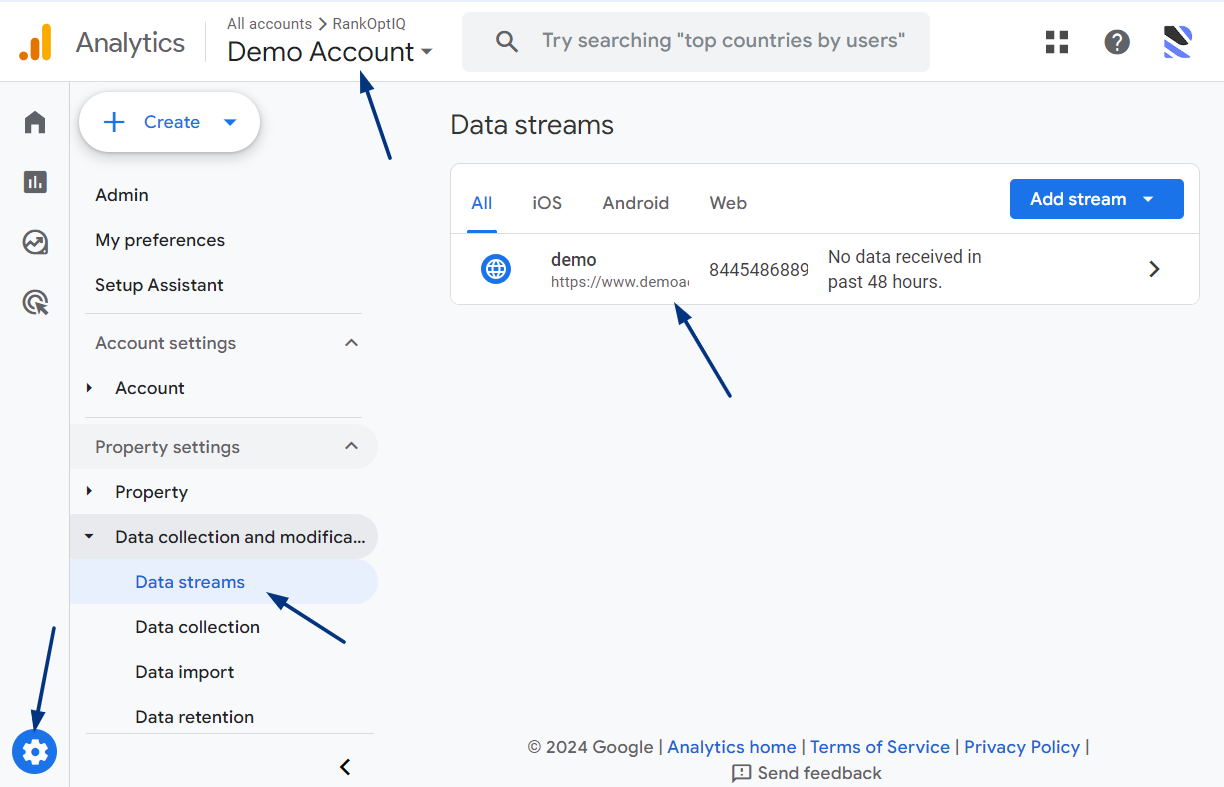 Analytics
All accounts > RankOptIQ
Demo Account
Try searching "top countries by users"
Create
Admin
My preferences
Setup Assistant
Account settings
Account
Property settings
Property
Data collection and modifica...
Data streams
Data collection
Data import
Data retention
Data streams
All iOS Android Web
Add stream
demo
https://www.demoac
8445486889
No data received in
past 48 hours.
© 2024 Google | Analytics home | Terms of Service | Privacy Policy |
Send feedback